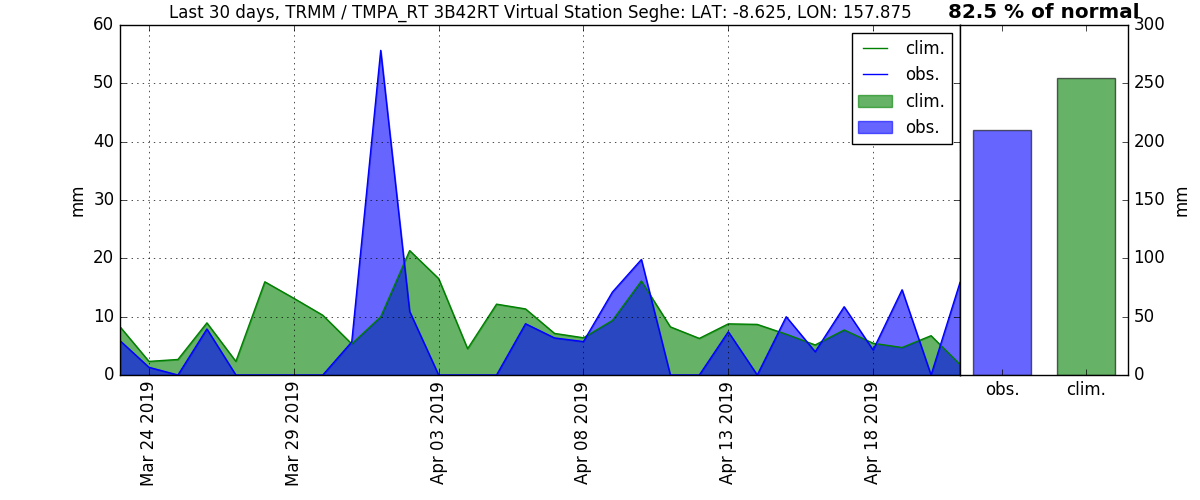 Last 30 days, TRMM / TMPA_RT 3B42RT Virtual Station Seghe: LAT: -8.625, LON: 157.875
82.5 % of normal
60
50
40
30
20
10
0
mm
clim.
obs.
clim.
obs.
Mar 24 2019
Mar 29 2019
Apr 03 2019
Apr 08 2019
Apr 13 2019
Apr 18 2019
300
250
200
150
100
50
0
mm
obs.
clim.